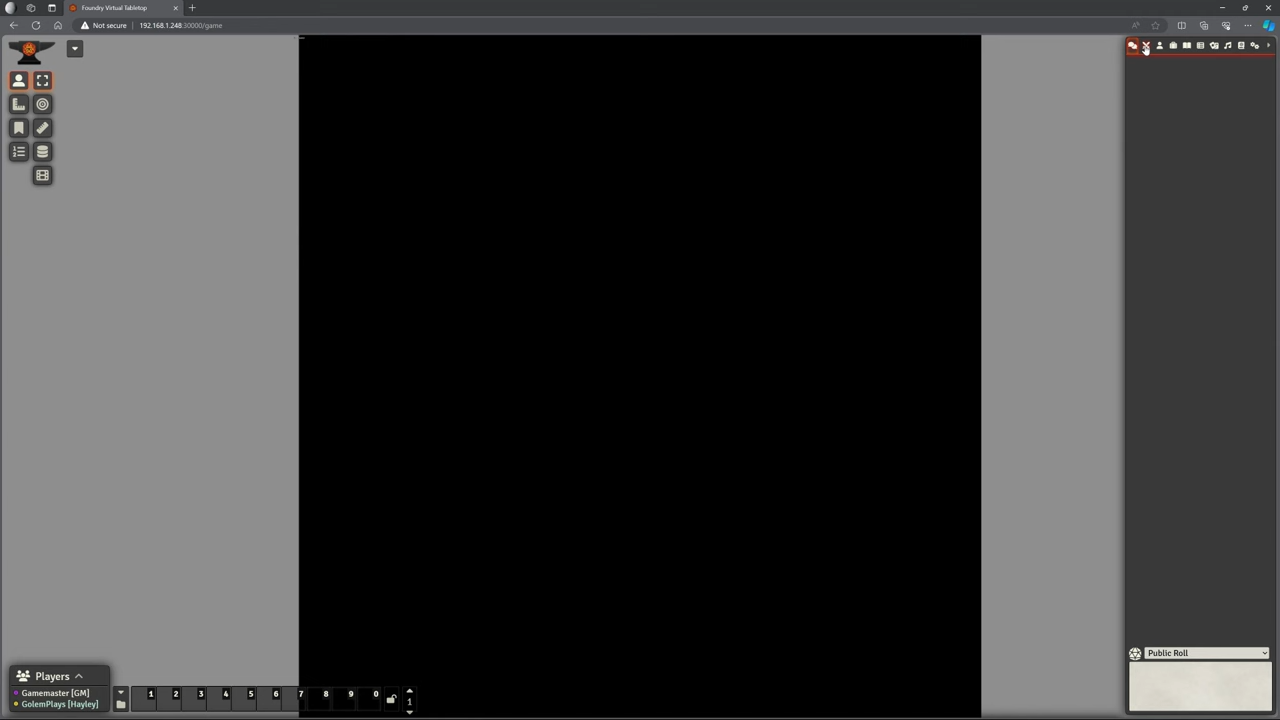 Foundry Virtual Tabletop
Not secure
192.168.1.248:30000/game
Public Roll
Players
Gamemaster [GM]
GolemPlays [Hayley]
1 2 3 4 5 6 7 8 9 0
1